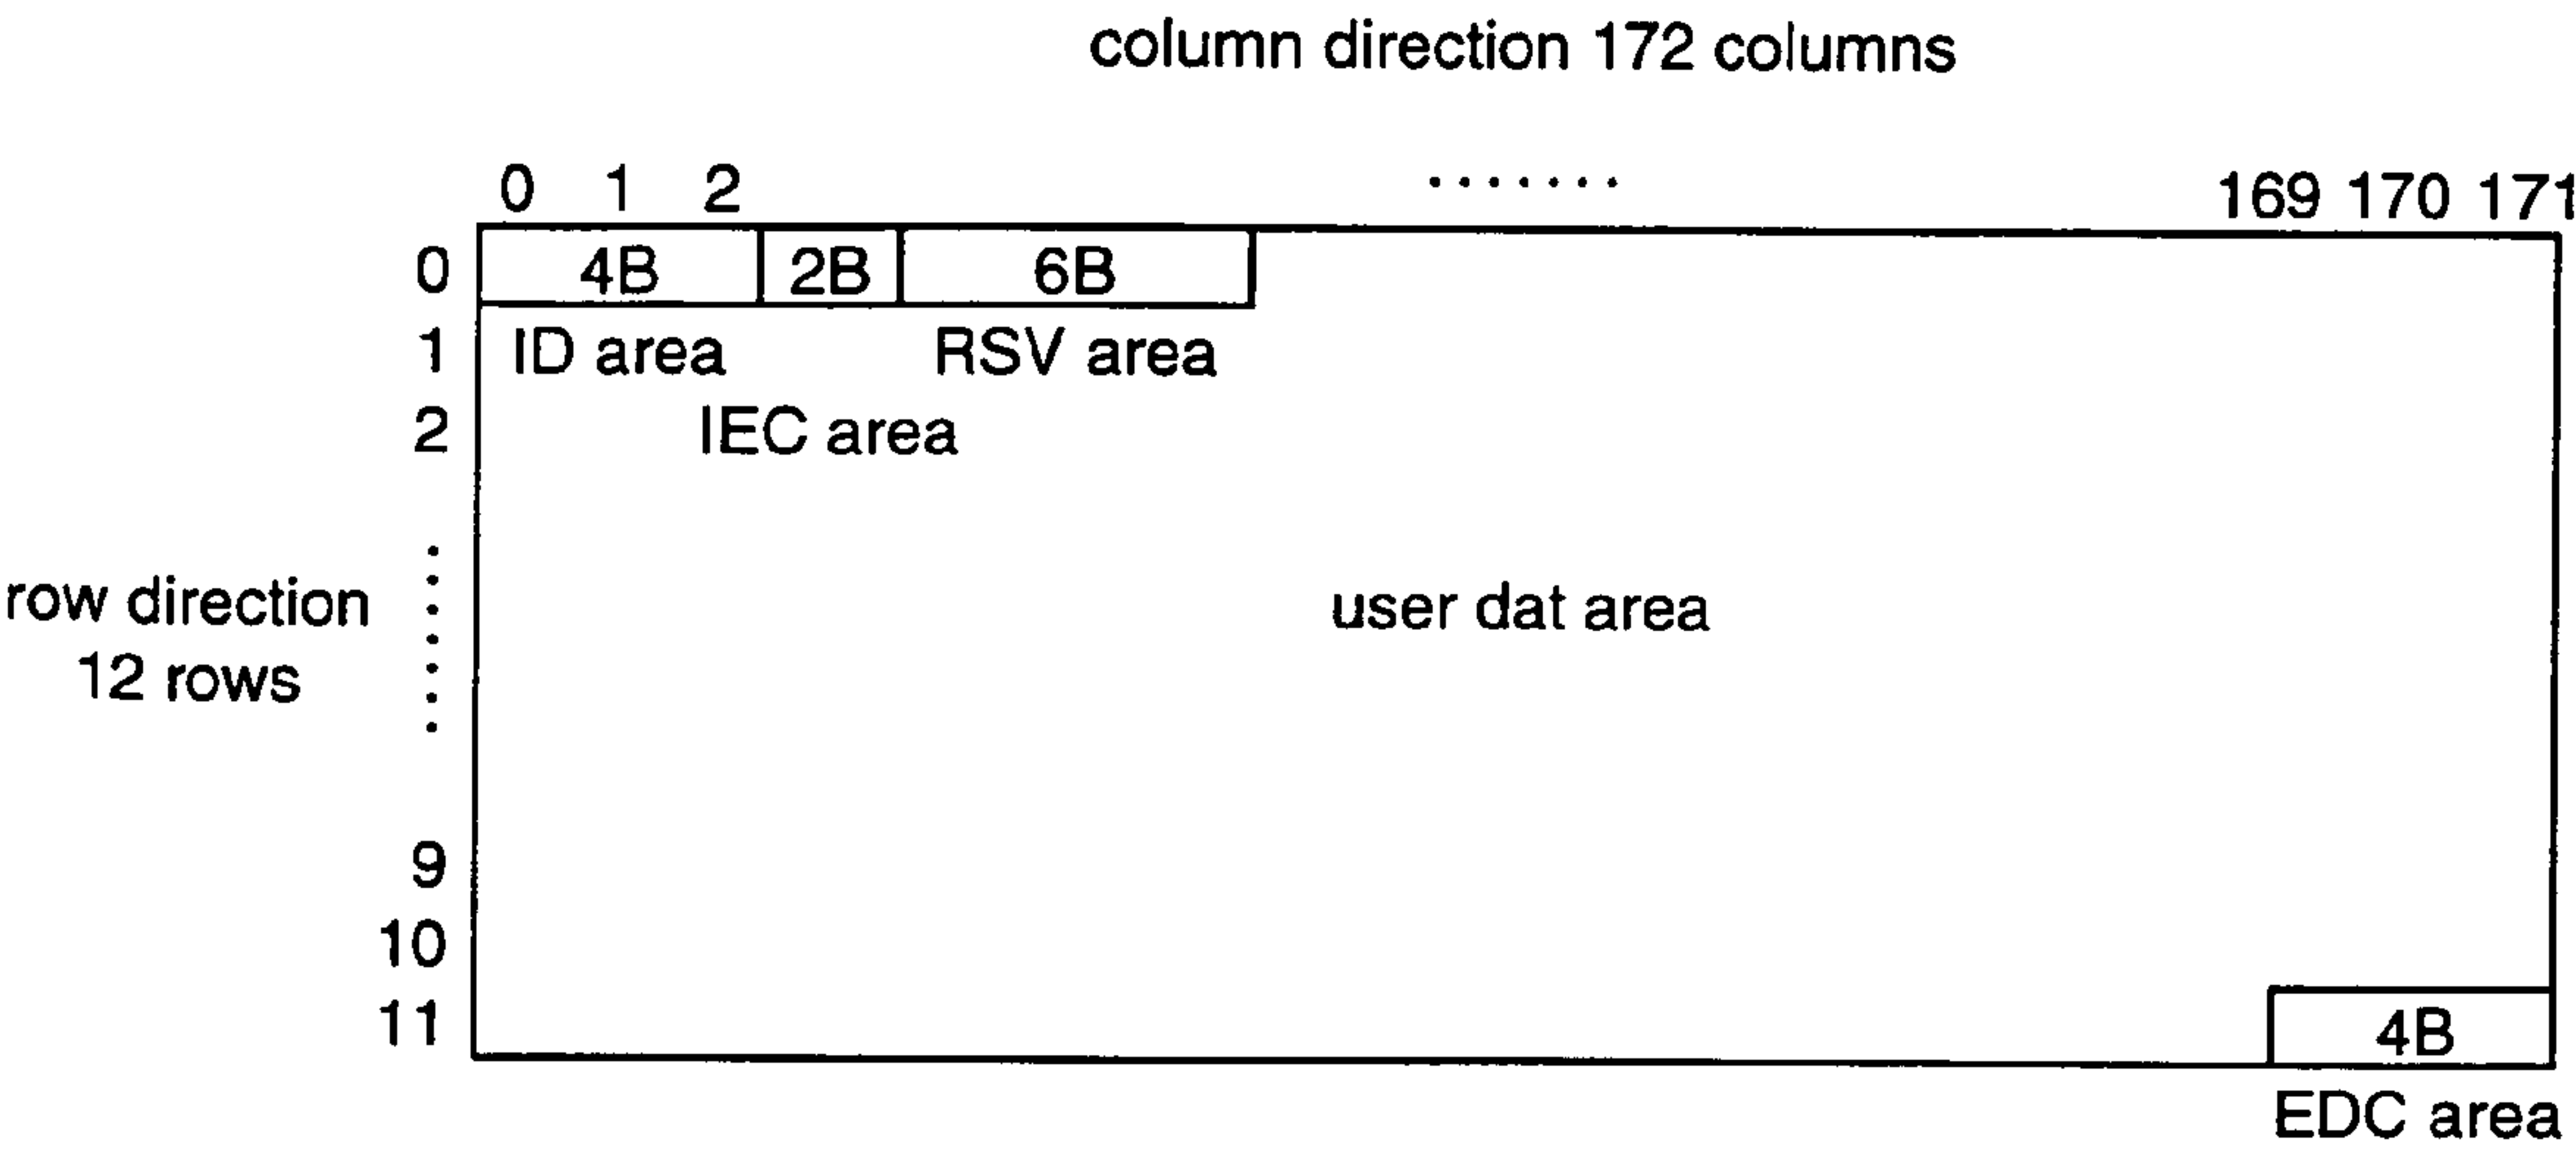 column direction 172 columns
0 1 2 ······· 169 170 171
0 4B 2B 6B
1 ID area RSV area
2 IEC area
row direction
12 rows
user dat area
9
10
11 4B
EDC area